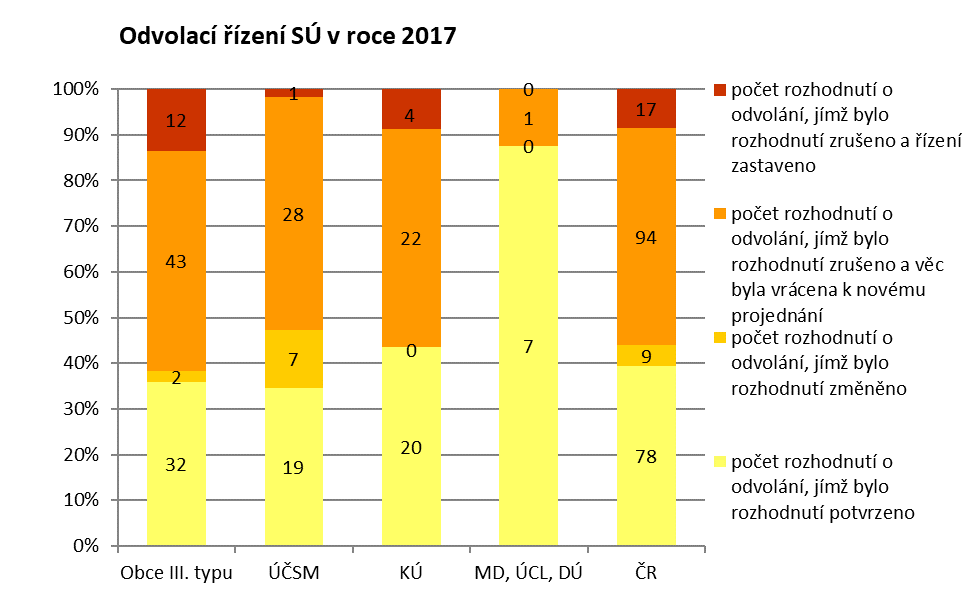 Odvolací řízení SÚ v roce 2017
100%
90%
80%
70%
60%
50%
40%
30%
20%
10%
0%
12
43
2
32
1
28
7
19
4
22
0
20
0
1
0
7
17
94
9
78
Obce III. typu
ÚČSM
KÚ
MD, ÚCL, DÚ
ČR
počet rozhodnutí o
odvolání, jímž bylo
rozhodnutí zrušeno a řízení
zastaveno
počet rozhodnutí o
odvolání, jímž bylo
rozhodnutí zrušeno a věc
byla vrácena k novému
projednání
počet rozhodnutí o
odvolání, jímž bylo
rozhodnutí změněno
počet rozhodnutí o
odvolání, jímž bylo
rozhodnutí potvrzeno